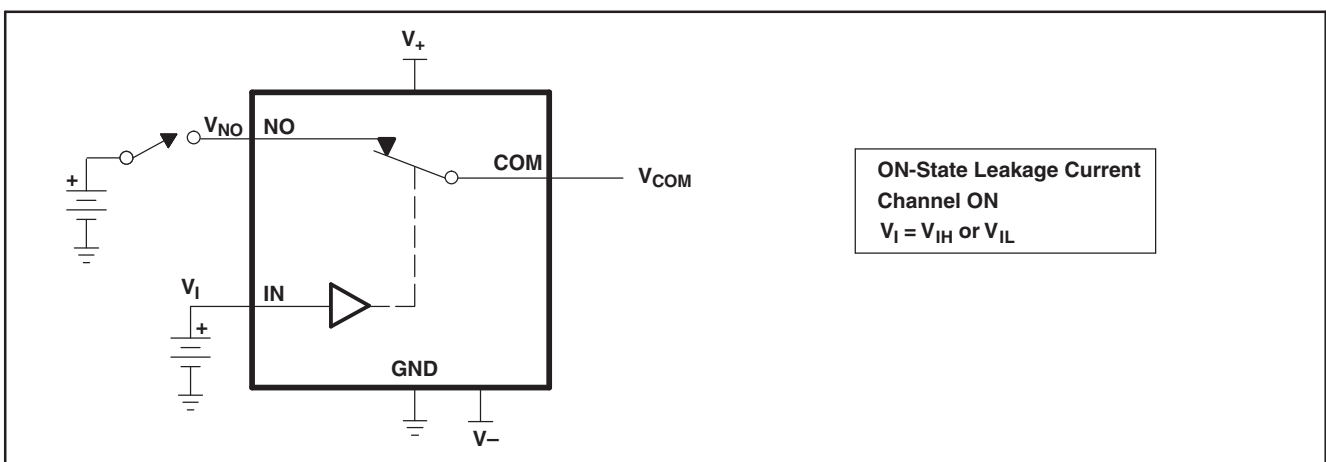 V+
VNO NO
COM
VCOM
+
VI IN
+
GND
V–
ON-State Leakage Current
Channel ON
VI = VIH or VIL